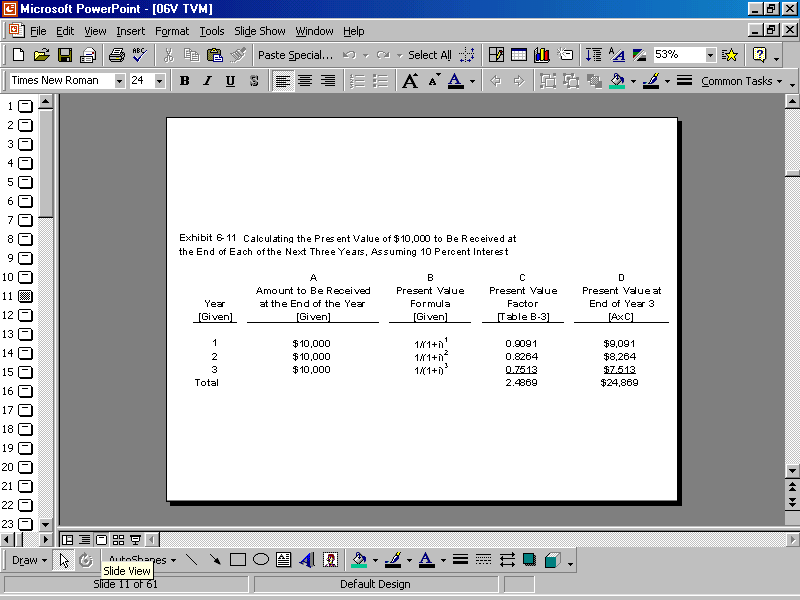 Microsoft PowerPoint - [06V TVM]
File Edit View Insert Format Tools Slide Show Window Help
Paste Special... Select All 53%
Times New Roman 24 B I U S A A A Common Tasks
1
2
3
4
5
6
7
8
9
10
11
12
13
14
15
16
17
18
19
20
21
22
23
Exhibit 6-11 Calculating the Present Value of $10,000 to Be Received at
the End of Each of the Next Three Years, Assuming 10 Percent Interest
A B C D
Amount to Be Received Present Value Present Value Present Value at
Year at the End of the Year Formula Factor End of Year 3
[Given] [Given] [Given] [Table B-3] [AxC]
1 $10,000 1/(1+i)1 0.9091 $9,091
2 $10,000 1/(1+i)2 0.8264 $8,264
3 $10,000 1/(1+i)3 0.7513 $7,513
Total 2.4869 $24,869
Draw AutoShapes
Slide View
Slide 11 of 61 Default Design